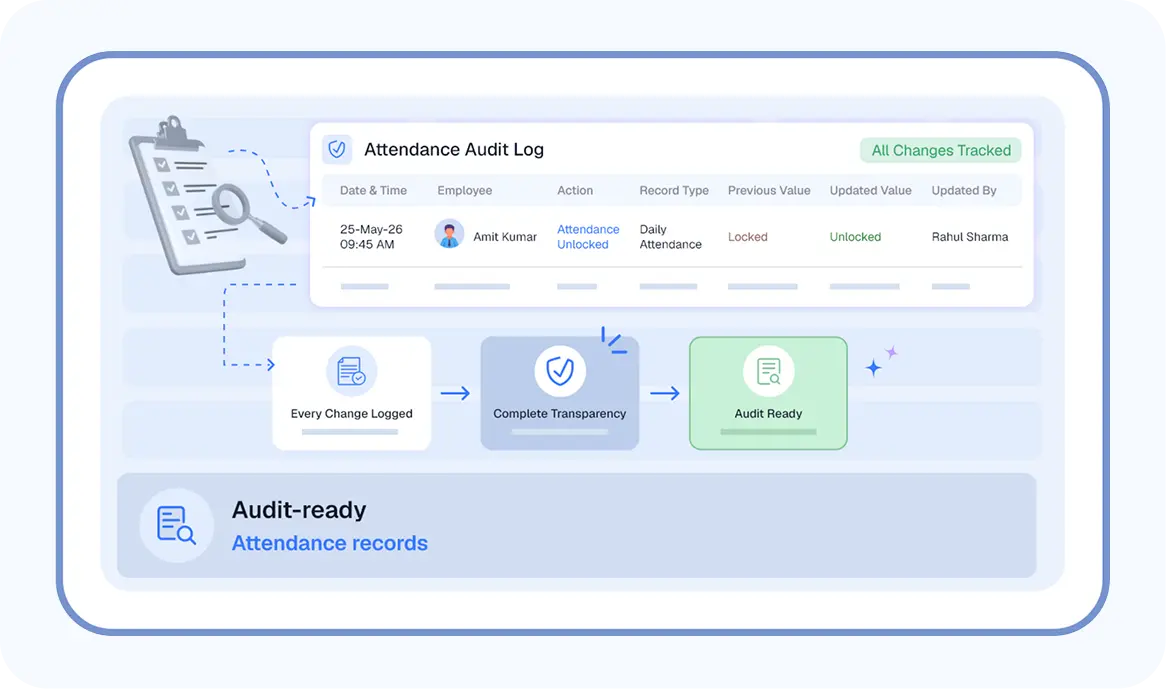 Attendance Audit Log
All Changes Tracked
Date & Time Employee Action Record Type Previous Value Updated Value Updated By
25-May-26
09:45 AM
Amit Kumar
Attendance
Unlocked
Daily
Attendance
Locked
Unlocked
Rahul Sharma
Every Change Logged
Complete Transparency
Audit Ready
Audit-ready
Attendance records